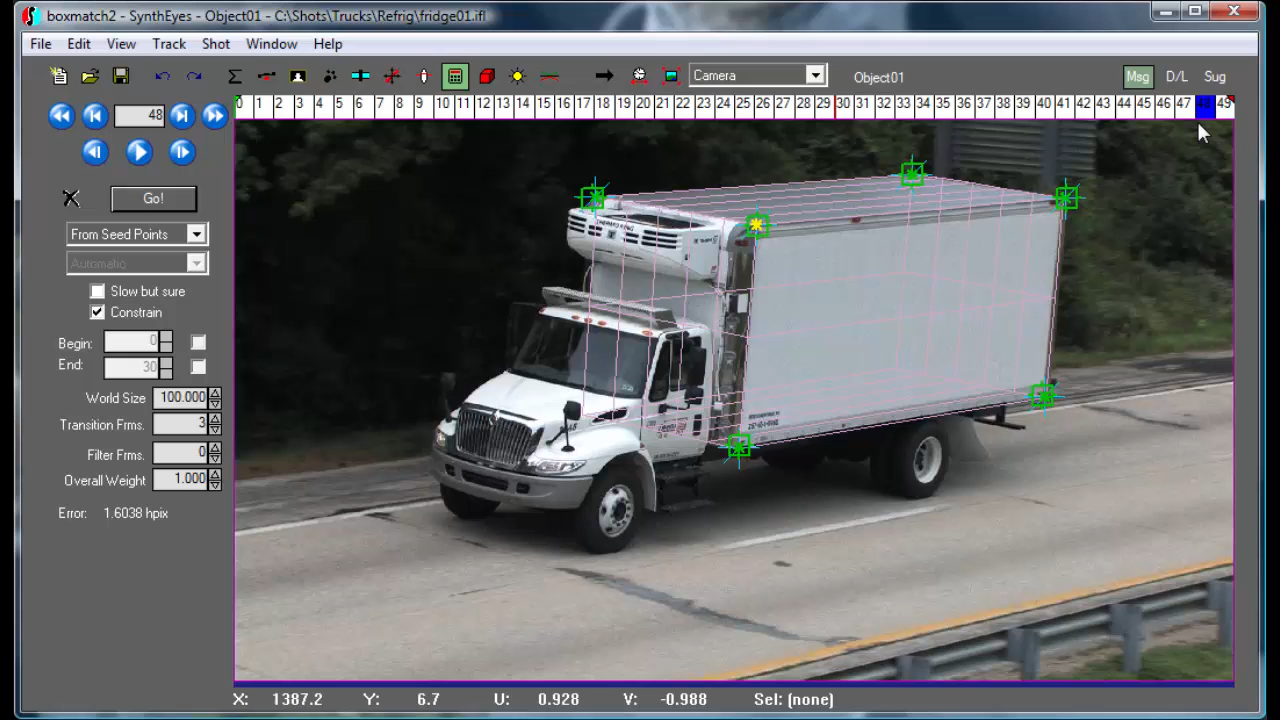 boxmatch2 - SynthEyes - Object01 - C:\Shots\Trucks\Refrig\fridge01.ifl
File Edit View Track Shot Window Help
Camera Object01 Msg D/L Sug
48 0 1 2 3 4 5 6 7 8 9 10 11 12 13 14 15 16 17 18 19 20 21 22 23 24 25 26 27 28 29 30 31 32 33 34 35 36 37 38 39 40 41 42 43 44 45 46 47 48 49
Go!
From Seed Points
Automatic
Slow but sure
Constrain
Begin: 0
End: 30
World Size 100.000
Transition Frms. 3
Filter Frms. 0
Overall Weight 1.000
Error: 1.6038 hpix
X: 1387.2 Y: 6.7 U: 0.928 V: -0.988 Sel: (none)